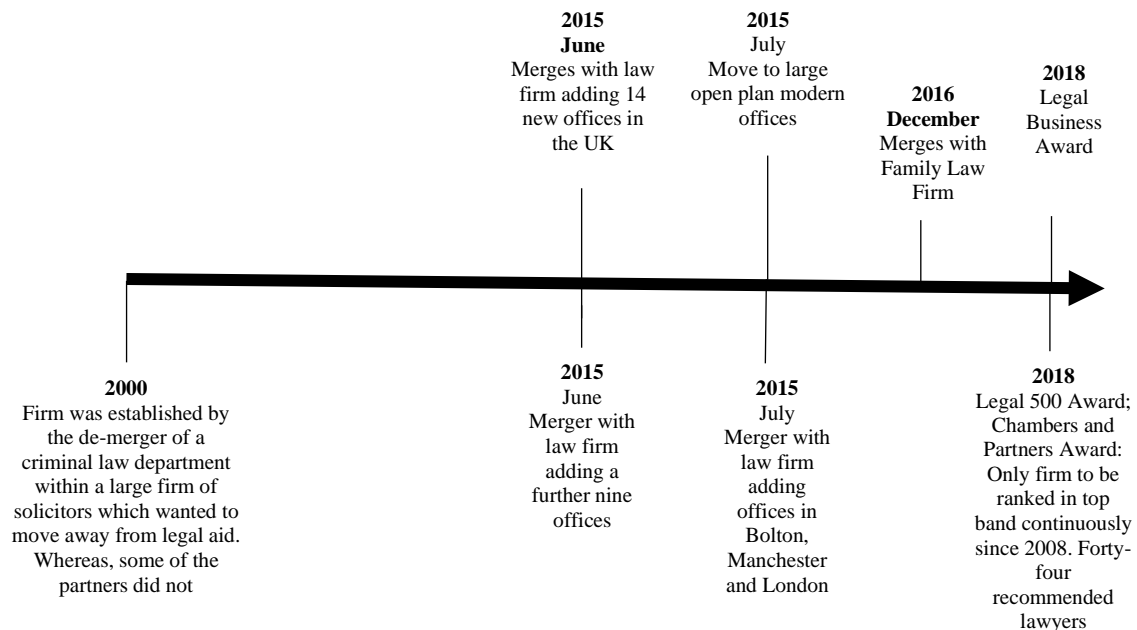 2015
June
Merges with law
firm adding 14
new offices in
the UK
2015
July
Move to large
open plan modern
offices
2016
December
Merges with
Family Law
Firm
2018
Legal
Business
Award
2000
Firm was established by
the de-merger of a
criminal law department
within a large firm of
solicitors which wanted to
move away from legal aid.
Whereas, some of the
partners did not
2015
June
Merger with
law firm
adding a
further nine
offices
2015
July
Merger with
law firm
adding
offices in
Bolton,
Manchester
and London
2018
Legal 500 Award;
Chambers and
Partners Award:
Only firm to be
ranked in top
band continuously
since 2008. Forty-
four
recommended
lawyers